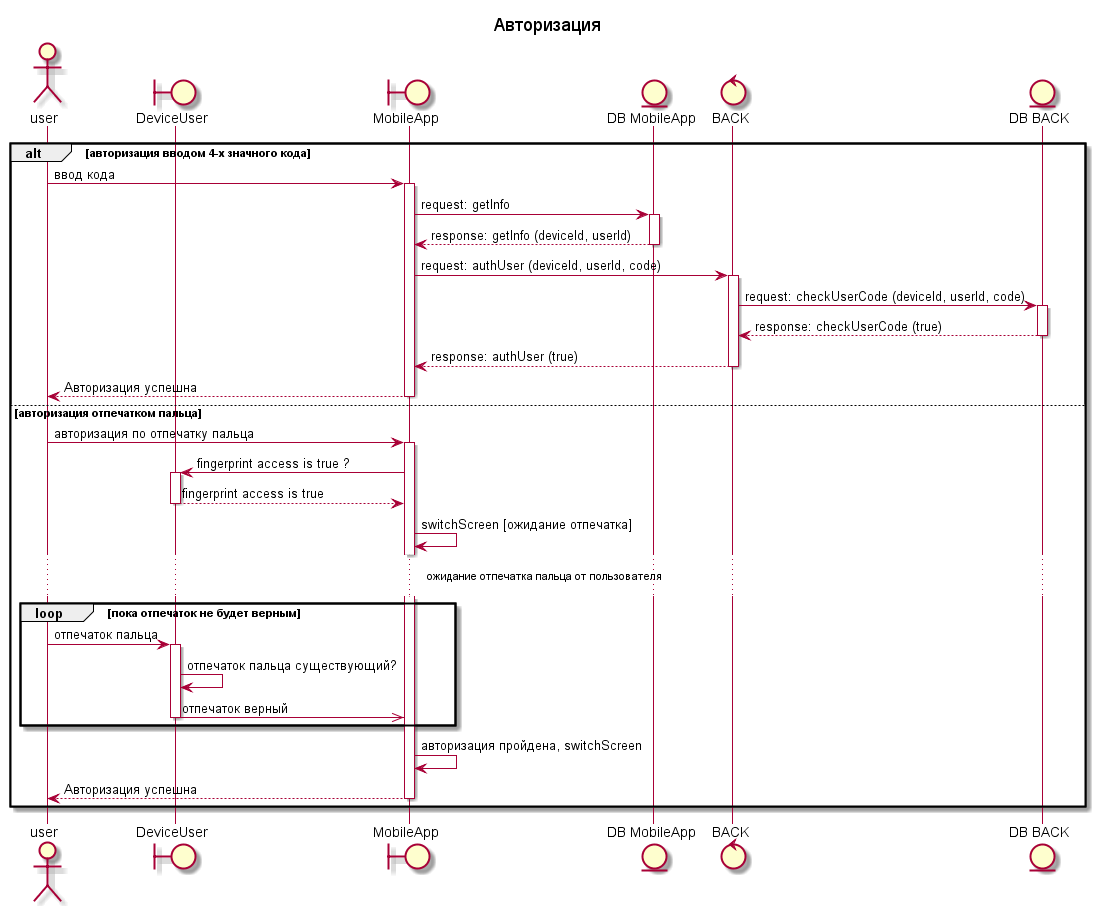 Авторизация
user
DeviceUser
MobileApp
DB MobileApp
BACK
DB BACK
alt
[авторизация вводом 4-х значного кода]
ввод кода
request: getInfo
response: getInfo (deviceId, userId)
request: authUser (deviceId, userId, code)
request: checkUserCode (deviceId, userId, code)
response: checkUserCode (true)
response: authUser (true)
Авторизация успешна
[авторизация отпечатком пальца]
авторизация по отпечатку пальца
fingerprint access is true ?
fingerprint access is true
switchScreen [ожидание отпечатка]
ожидание отпечатка пальца от пользователя
loop
[пока отпечаток не будет верным]
отпечаток пальца
отпечаток пальца существующий?
отпечаток верный
авторизация пройдена, switchScreen
Авторизация успешна
user
DeviceUser
MobileApp
DB MobileApp
BACK
DB BACK